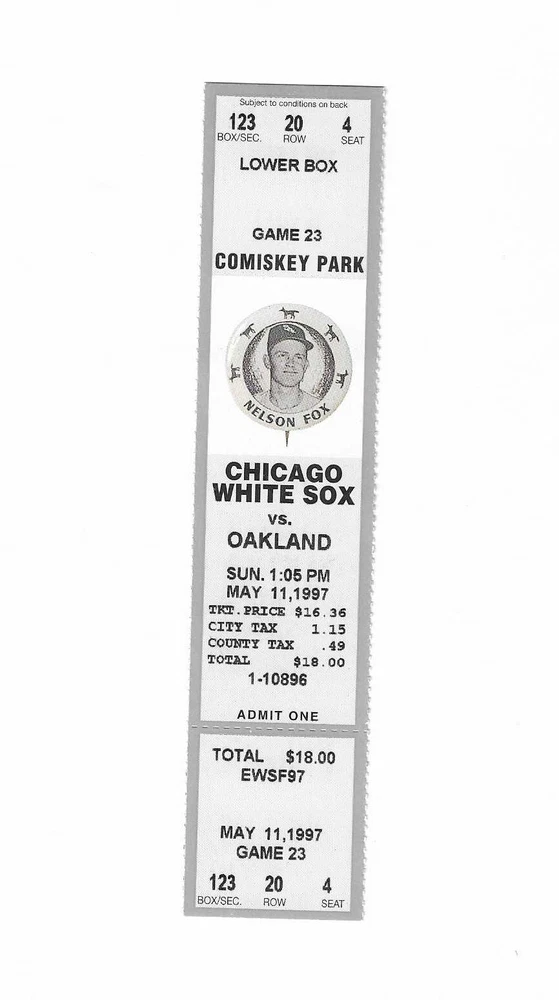 Subject to conditions on back
123 20 4
BOX/SEC. ROW SEAT
LOWER BOX
GAME 23
COMISKEY PARK
NELSON FOX
CHICAGO
WHITE SOX
vs.
OAKLAND
SUN. 1:05 PM
MAY 11,1997
TKT.PRICE $16.36
CITY TAX 1.15
COUNTY TAX .49
TOTAL $18.00
1-10896
ADMIT ONE
TOTAL $18.00
EWSF97
MAY 11,1997
GAME 23
123 20 4
BOX/SEC. ROW SEAT